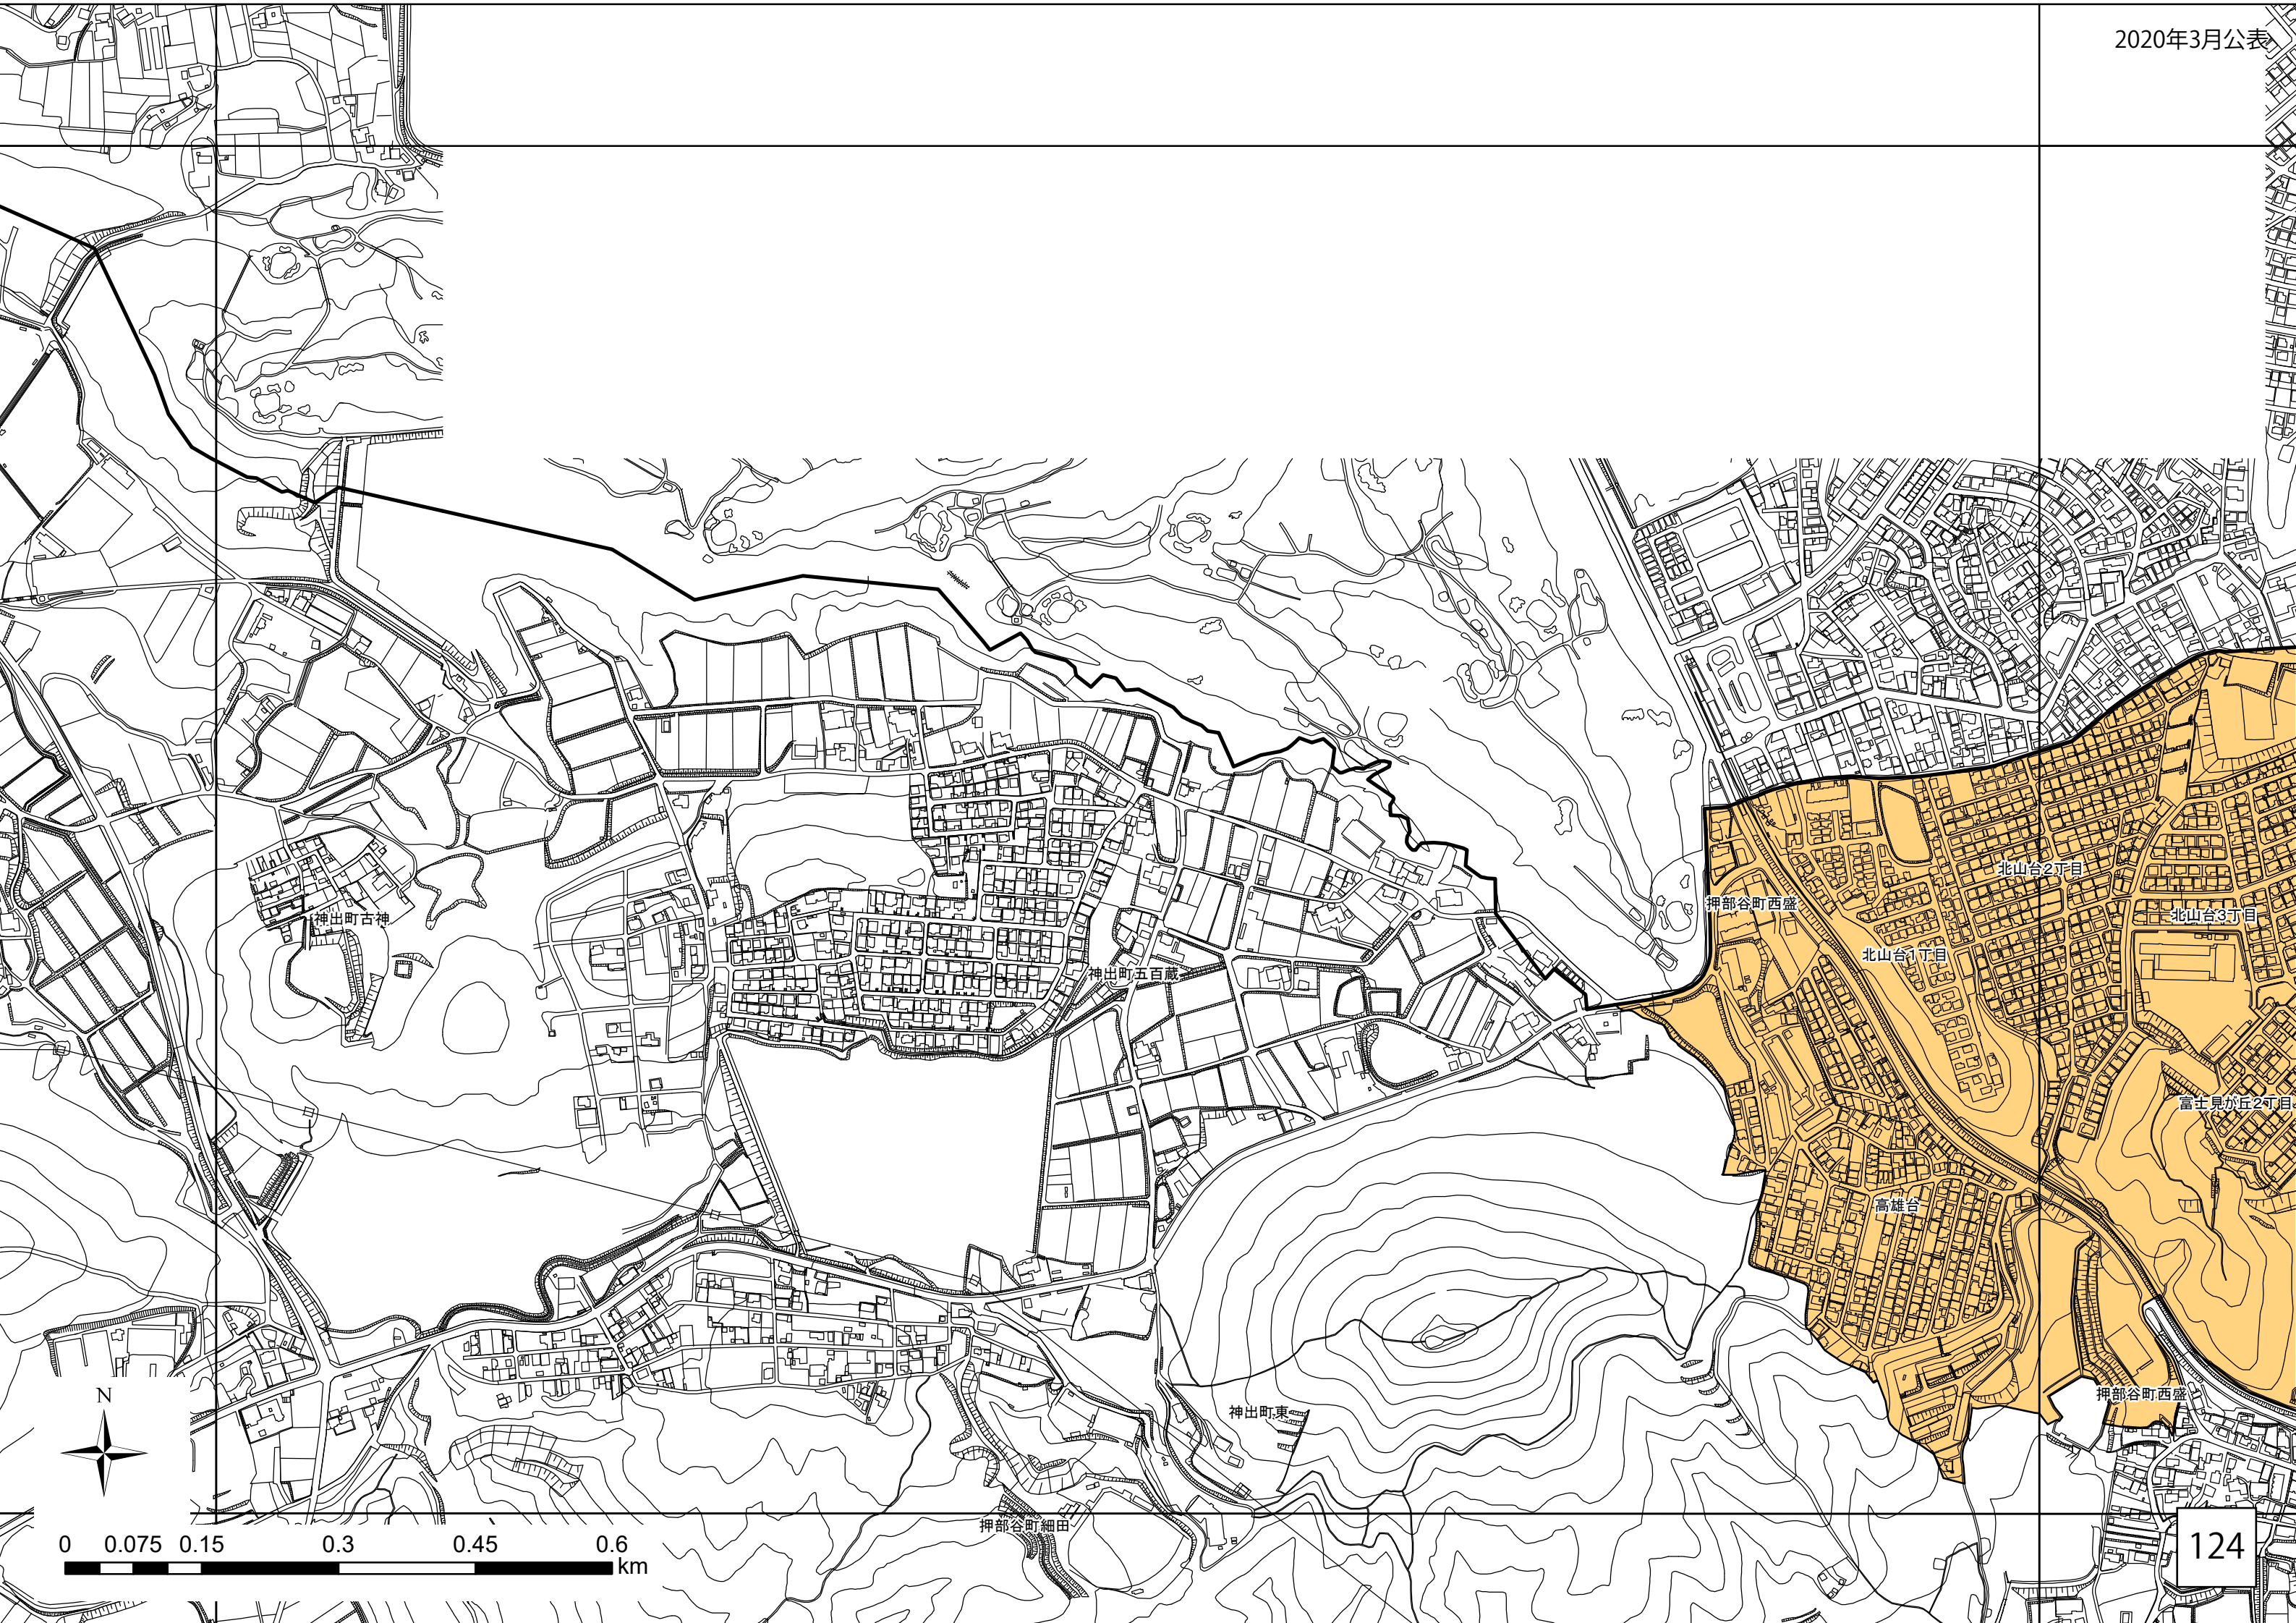 2020年3月公表
北山台2丁目
押部谷町西盛
北山台3丁目
神出町古神
北山台1丁目
神出町五百蔵
富士見が丘2丁目
高雄台
押部谷町西盛
N
神出町東
押部谷町細田
0 0.075 0.15 0.3 0.45 0.6
km
124